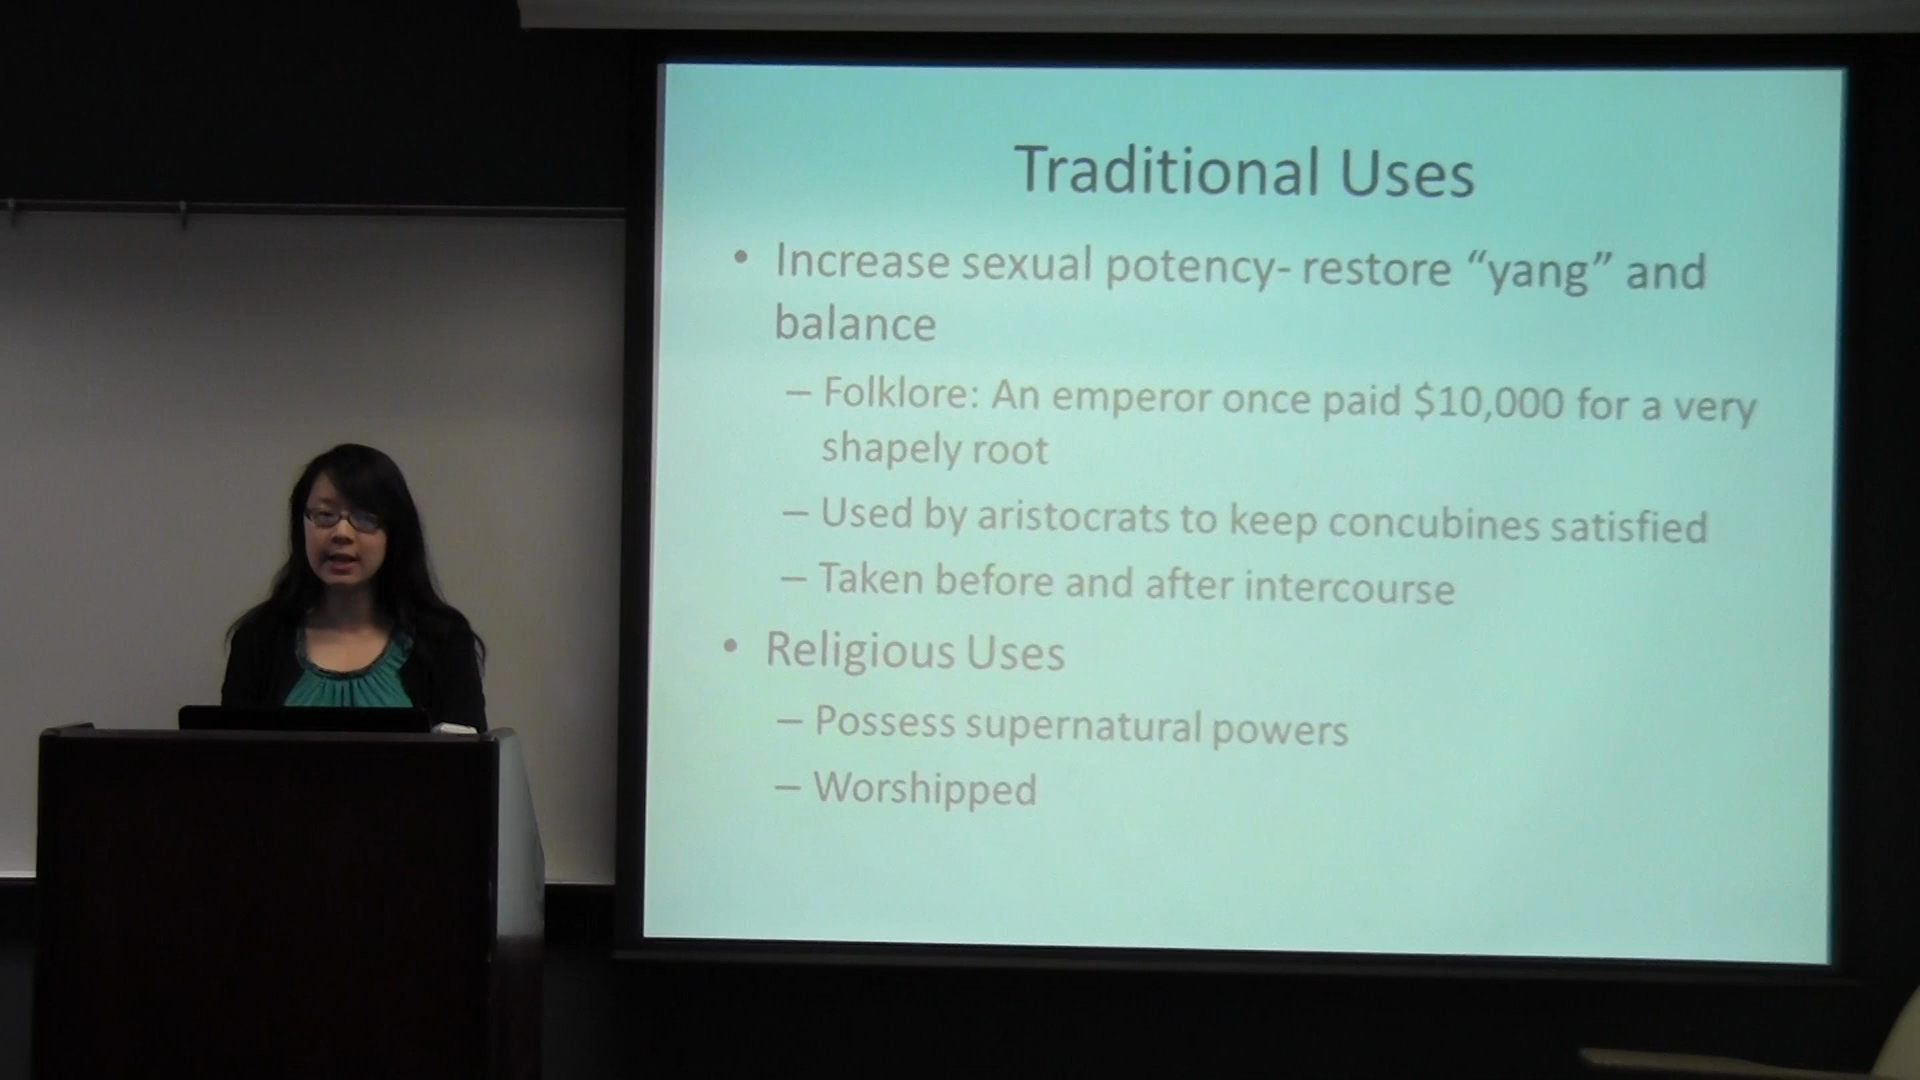 Traditional Uses
• Increase sexual potency- restore “yang” and
balance
– Folklore: An emperor once paid $10,000 for a very
shapely root
– Used by aristocrats to keep concubines satisfied
– Taken before and after intercourse
• Religious Uses
– Possess supernatural powers
– Worshipped